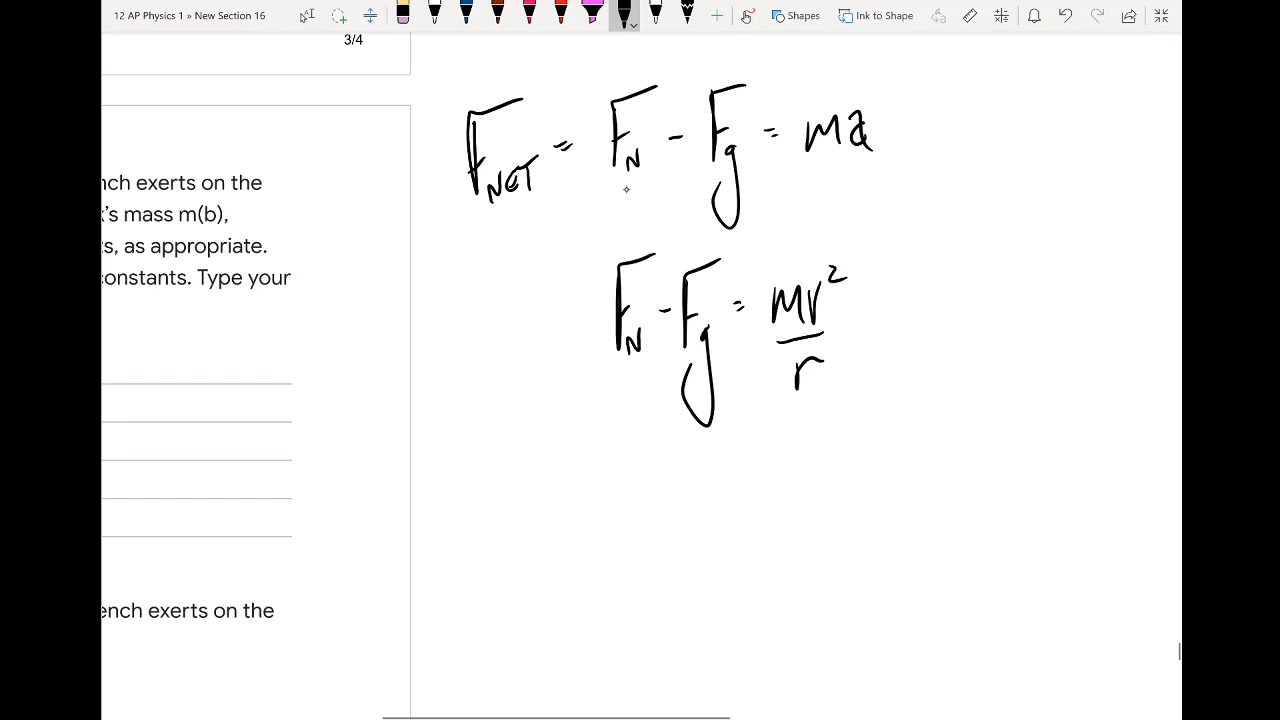 12 AP Physics 1 » New Section 16
Shapes
Ink to Shape
3/4
nch exerts on the
's mass m(b),
s, as appropriate.
constants. Type your
ench exerts on the
F_NET = F_N - F_g = ma
F_N - F_g = mv²/r